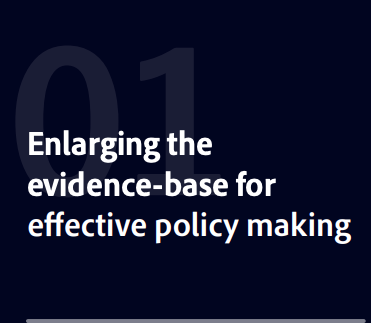 01
Enlarging the
evidence-base for
effective policy making